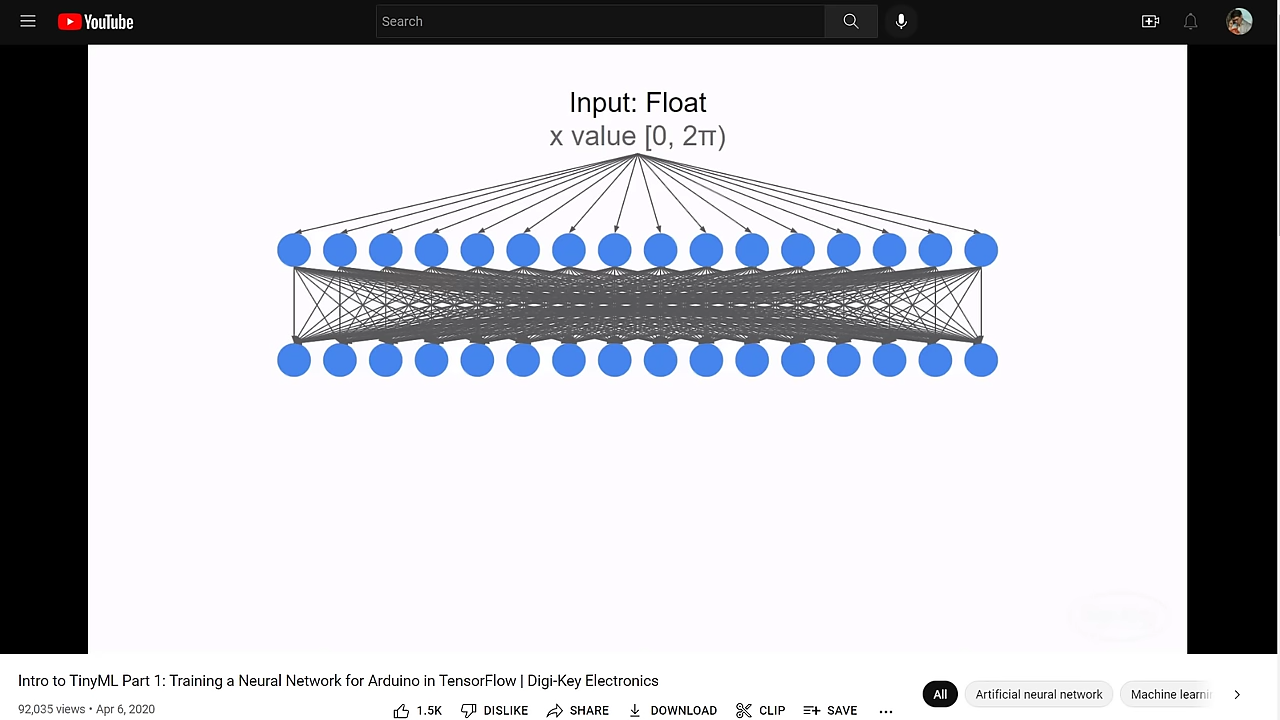 YouTube
Search
Input: Float
x value [0, 2π)
Intro to TinyML Part 1: Training a Neural Network for Arduino in TensorFlow | Digi-Key Electronics
92,035 views • Apr 6, 2020
1.5K DISLIKE SHARE DOWNLOAD CLIP SAVE ...
All Artificial neural network Machine learni